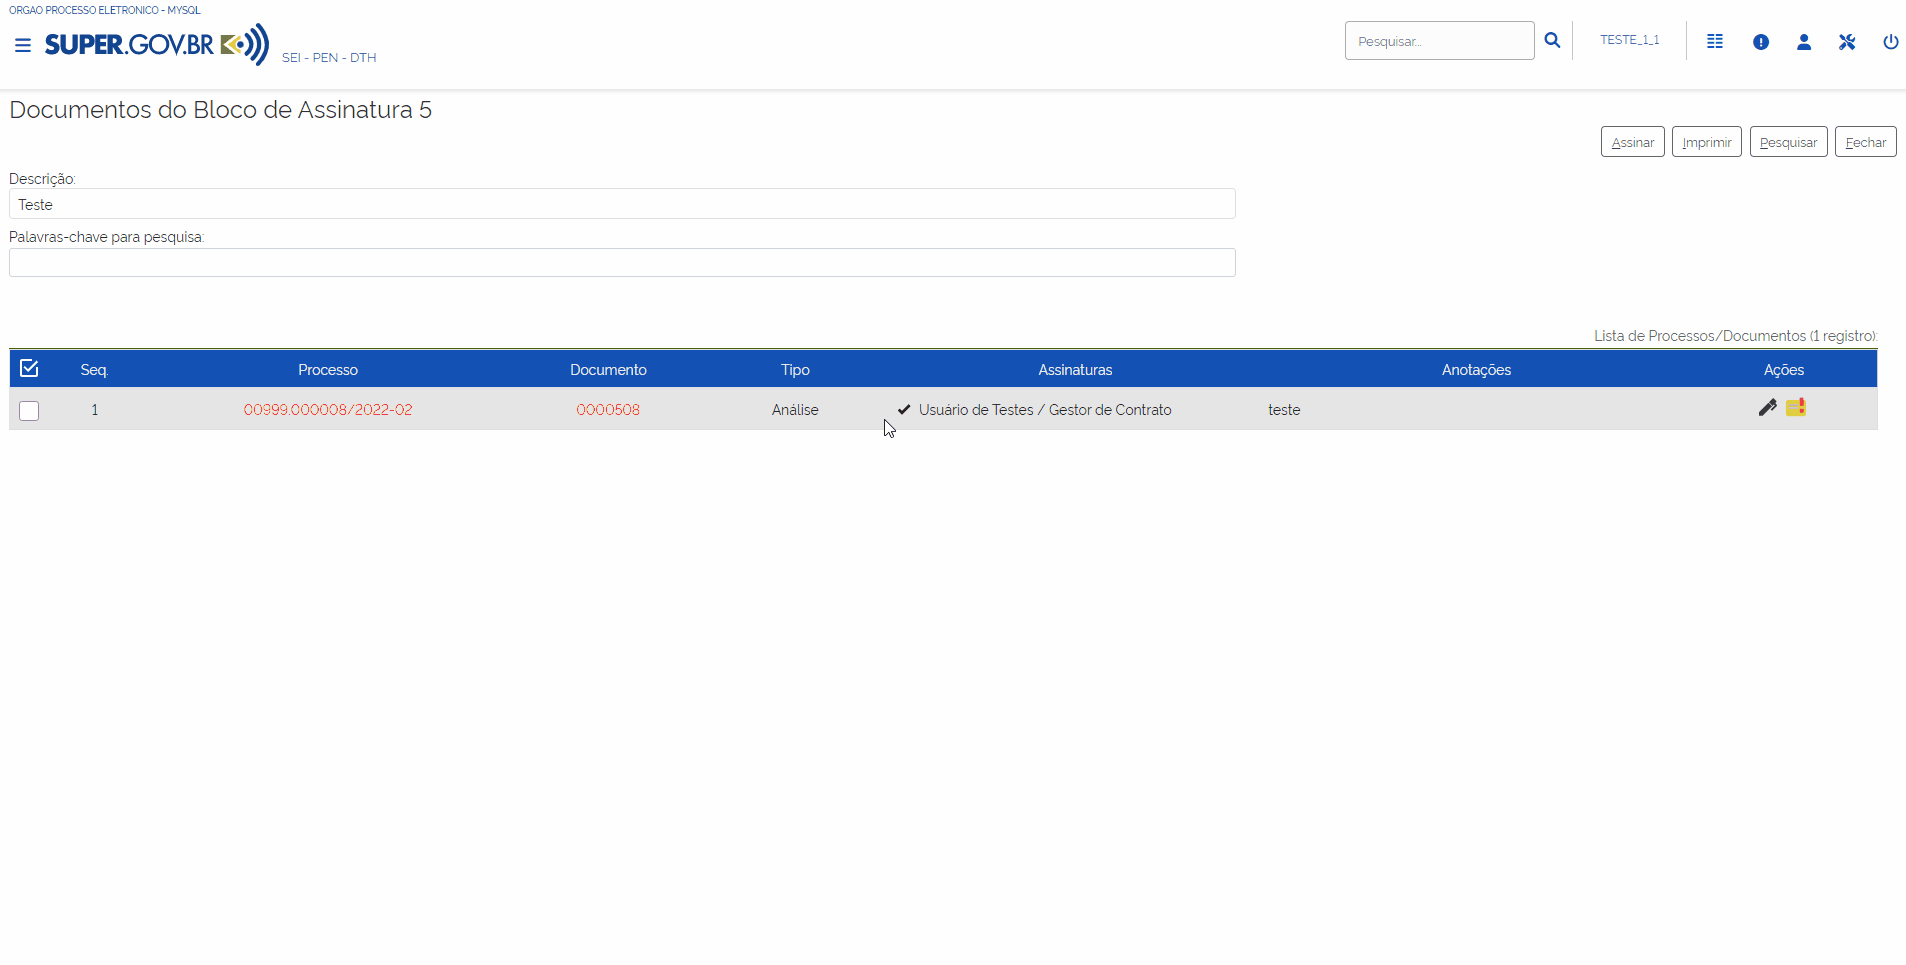 ORGAO PROCESSO ELETRONICO - MYSQL
SUPER.GOV.BR
SEI - PEN - DTH
Pesquisar...
TESTE_1_1
Documentos do Bloco de Assinatura 5
Assinar
Imprimir
Pesquisar
Fechar
Descrição:
Teste
Palavras-chave para pesquisa:
Lista de Processos/Documentos (1 registro):
Seq. Processo Documento Tipo Assinaturas Anotações Ações
1 00999.000008/2022-02 0000508 Análise Usuário de Testes / Gestor de Contrato teste